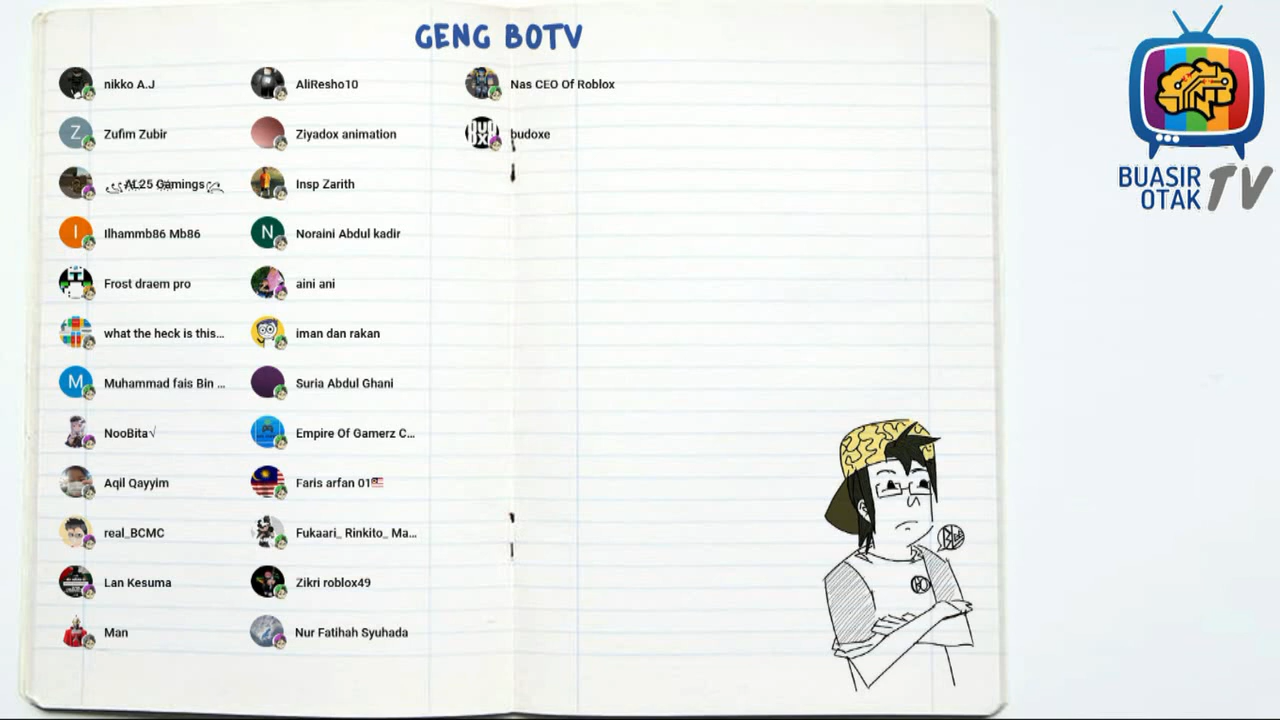 GENG BOTV
nikko A.J
Zufim Zubir
AL25 Gamings
Ilhammb86 Mb86
Frost draem pro
what the heck is this...
Muhammad fais Bin ...
NooBita√
Aqil Qayyim
real_BCMC
Lan Kesuma
Man
AliResho10
Ziyadox animation
Insp Zarith
Noraini Abdul kadir
aini ani
iman dan rakan
Suria Abdul Ghani
Empire Of Gamerz C...
Faris arfan 01🇲🇾
Fukaari_ Rinkito_ Ma...
Zikri roblox49
Nur Fatihah Syuhada
Nas CEO Of Roblox
budoxe
Z
I
M
N
BUDOXE
BUASIR
OTAK
TV
BO